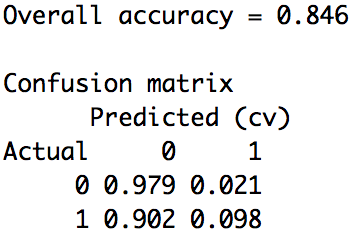 Overall accuracy = 0.846
Confusion matrix
Predicted (cv)
Actual 0 1
0 0.979 0.021
1 0.902 0.098